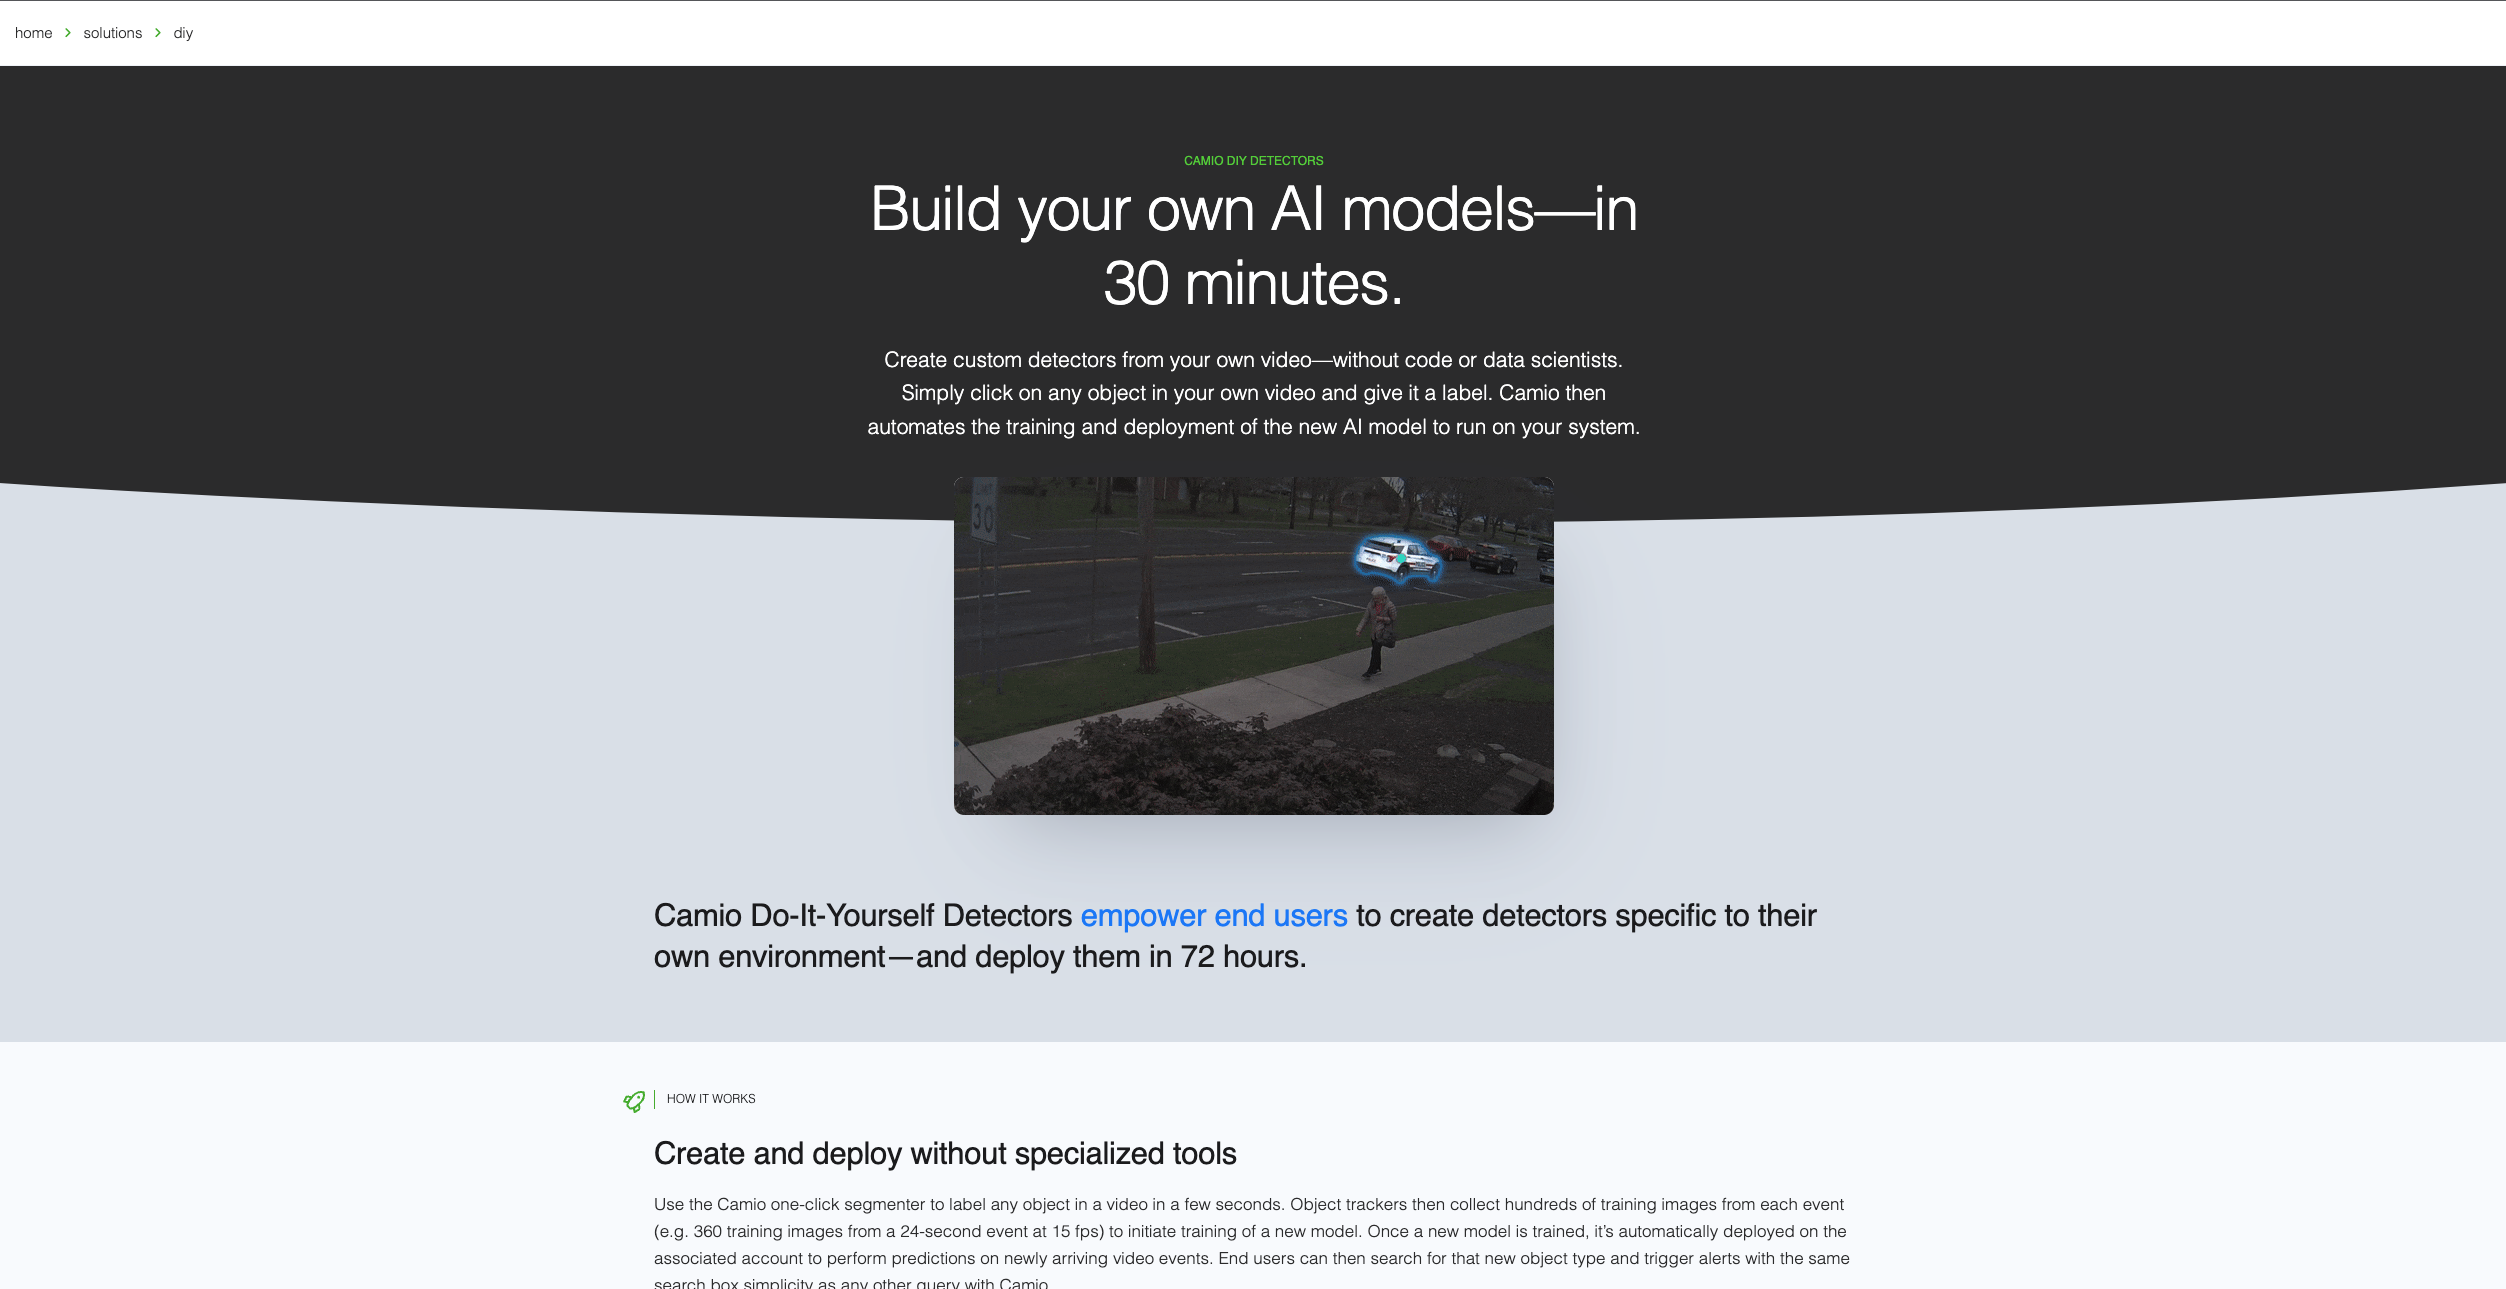 home > solutions > diy
CAMIO DIY DETECTORS
Build your own AI models—in
30 minutes.
Create custom detectors from your own video—without code or data scientists.
Simply click on any object in your own video and give it a label. Camio then
automates the training and deployment of the new AI model to run on your system.
30
Camio Do-It-Yourself Detectors empower end users to create detectors specific to their
own environment—and deploy them in 72 hours.
HOW IT WORKS
Create and deploy without specialized tools
Use the Camio one-click segmenter to label any object in a video in a few seconds. Object trackers then collect hundreds of training images from each event
(e.g. 360 training images from a 24-second event at 15 fps) to initiate training of a new model. Once a new model is trained, it’s automatically deployed on the
associated account to perform predictions on newly arriving video events. End users can then search for that new object type and trigger alerts with the same
search box simplicity as any other query with Camio.